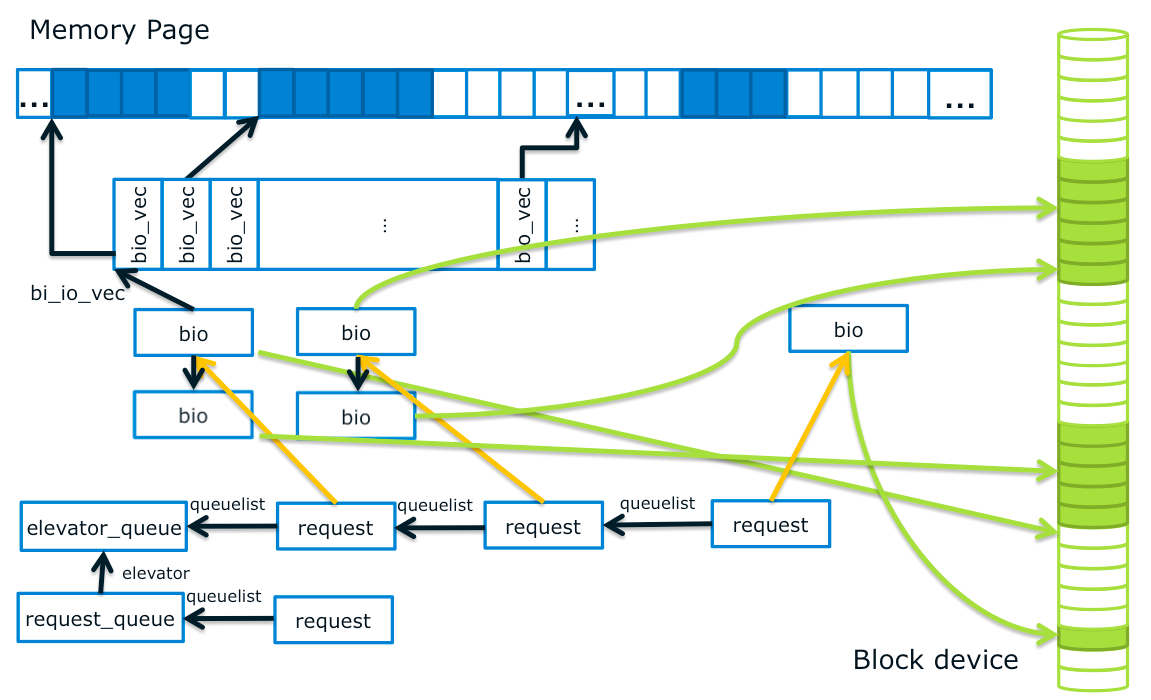 Memory Page
...
...
...
bio_vec
bio_vec
bio_vec
...
bio_vec
...
bi_io_vec
bio
bio
bio
bio
bio
queuelist
queuelist
queuelist
elevator_queue
request
request
request
elevator
queuelist
request_queue
request
Block device